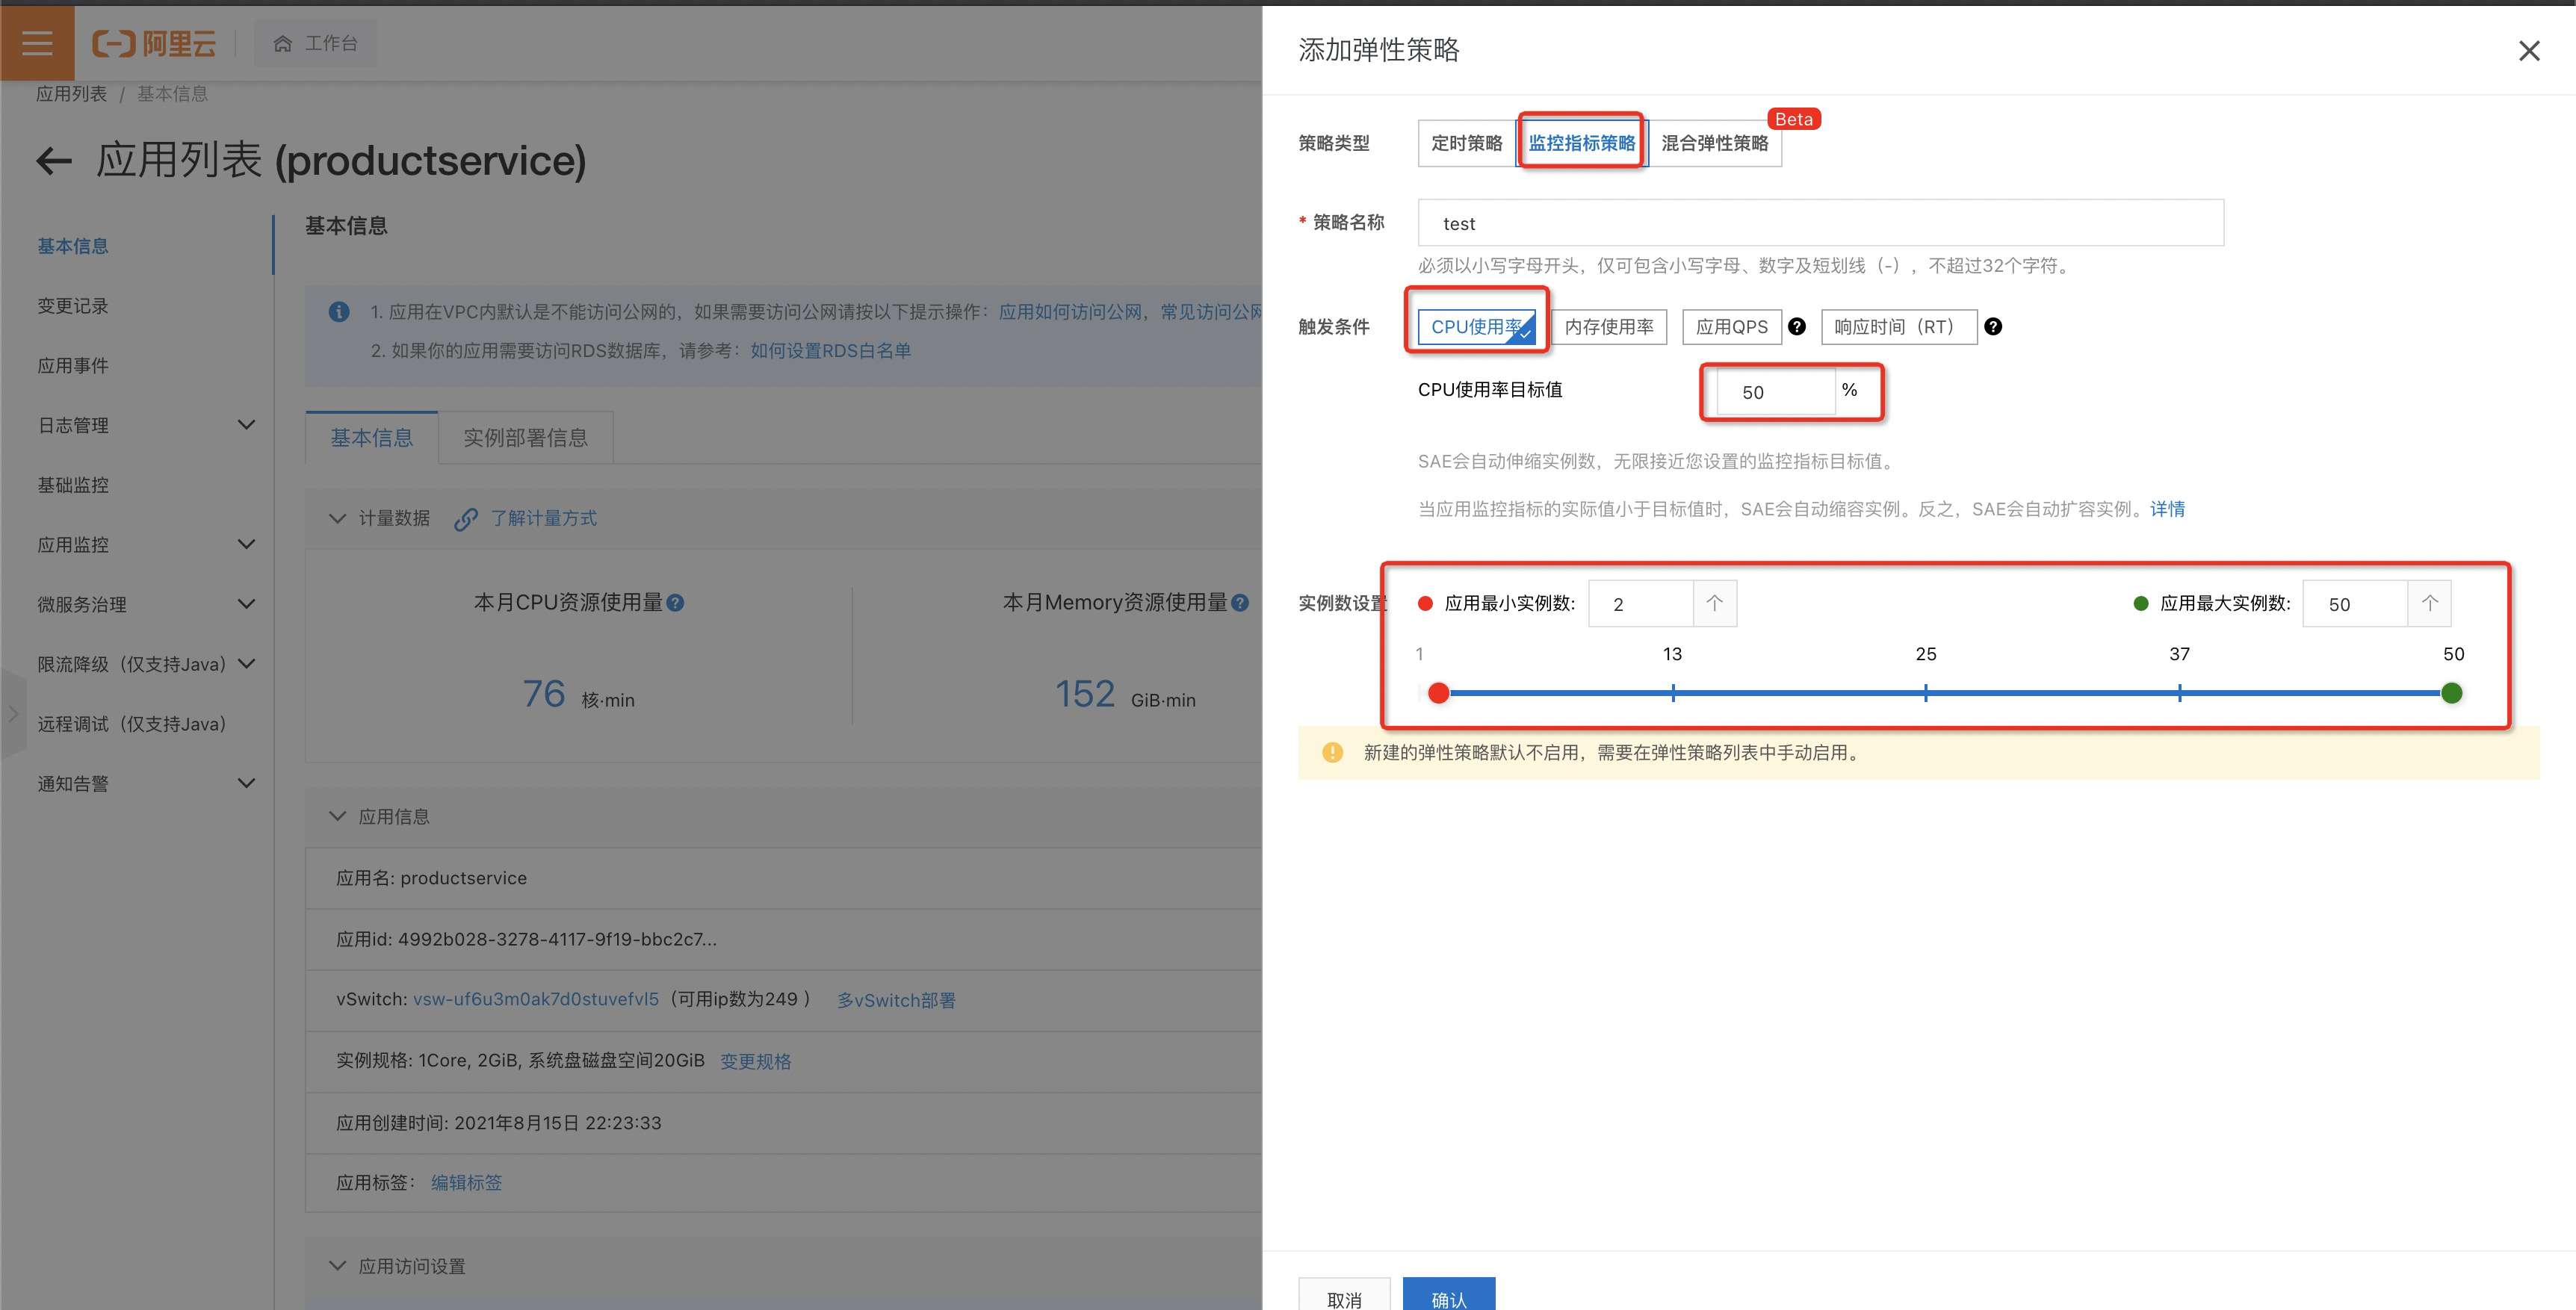 阿里云
工作台
应用列表 / 基本信息
应用列表 (productservice)
基本信息
变更记录
应用事件
日志管理
基础监控
应用监控
微服务治理
限流降级（仅支持Java）
远程调试（仅支持Java）
通知告警
基本信息
1. 应用在VPC内默认是不能访问公网的，如果需要访问公网请按以下提示操作：应用如何访问公网，常见访问公网
2. 如果你的应用需要访问RDS数据库，请参考：如何设置RDS白名单
基本信息 实例部署信息
计量数据 了解计量方式
本月CPU资源使用量 本月Memory资源使用量
76 核·min 152 GiB·min
应用信息
应用名: productservice
应用id: 4992b028-3278-4117-9f19-bbc2c7...
vSwitch: vsw-uf6u3m0ak7d0stuvefvl5（可用ip数为249 ） 多vSwitch部署
实例规格: 1Core, 2GiB, 系统盘磁盘空间20GiB 变更规格
应用创建时间: 2021年8月15日 22:23:33
应用标签： 编辑标签
应用访问设置
添加弹性策略
Beta
策略类型 定时策略 监控指标策略 混合弹性策略
* 策略名称 test
必须以小写字母开头，仅可包含小写字母、数字及短划线（-），不超过32个字符。
触发条件 CPU使用率 内存使用率 应用QPS 响应时间（RT）
CPU使用率目标值 50 %
SAE会自动伸缩实例数，无限接近您设置的监控指标目标值。
当应用监控指标的实际值小于目标值时，SAE会自动缩容实例。反之，SAE会自动扩容实例。详情
实例数设置 应用最小实例数: 2 个 应用最大实例数: 50 个
1 13 25 37 50
新建的弹性策略默认不启用，需要在弹性策略列表中手动启用。
取消 确认